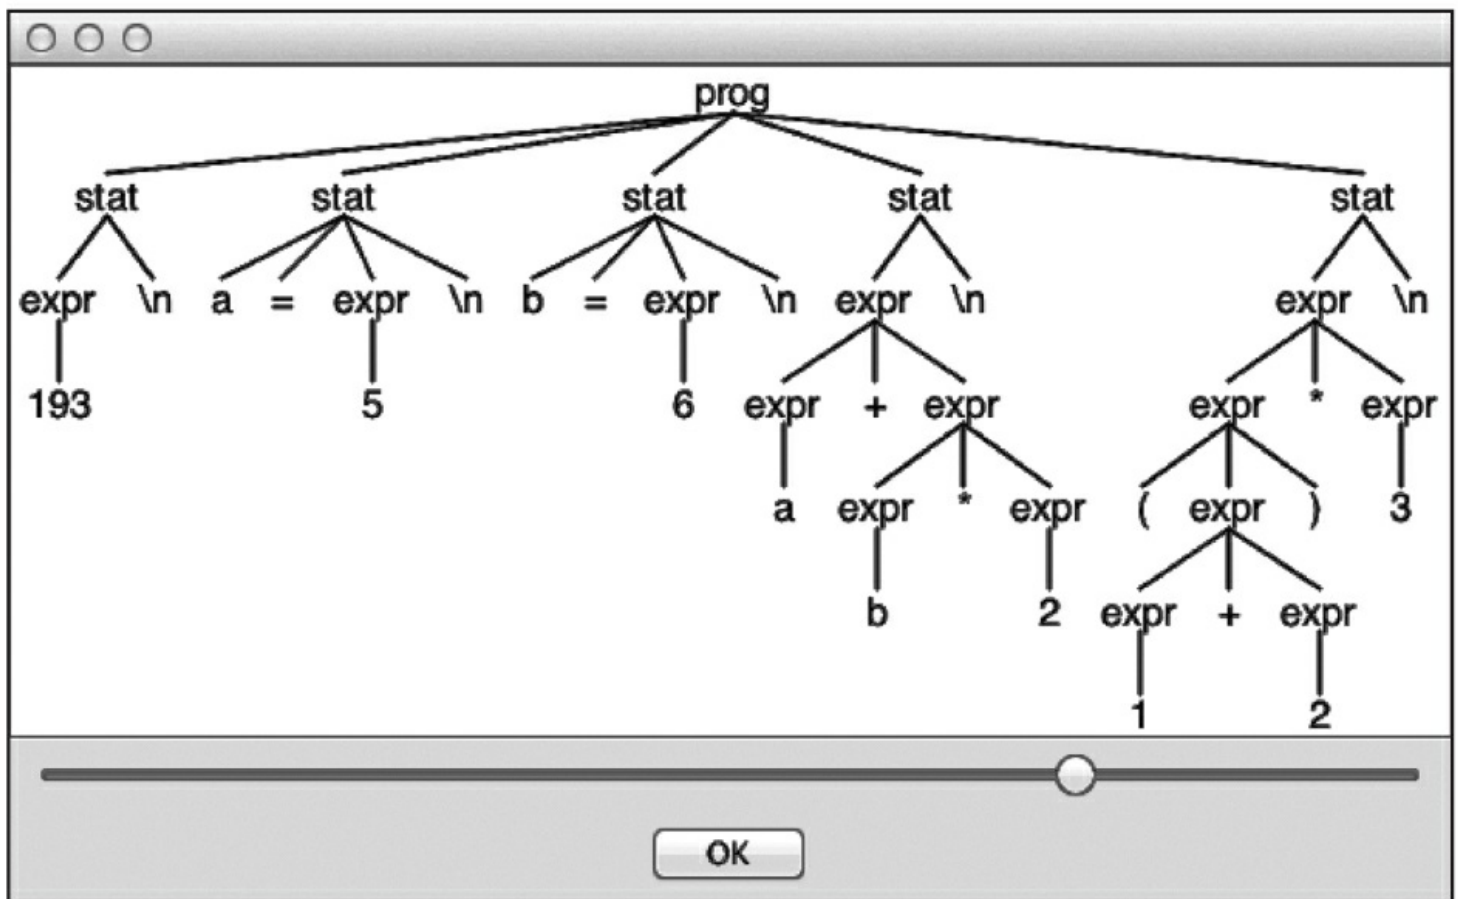 prog
stat stat stat stat stat
expr \n a = expr \n b = expr \n expr \n expr \n
193 5 6 expr + expr expr * expr
a expr * expr ( expr ) 3
b 2 expr + expr
1 2
OK